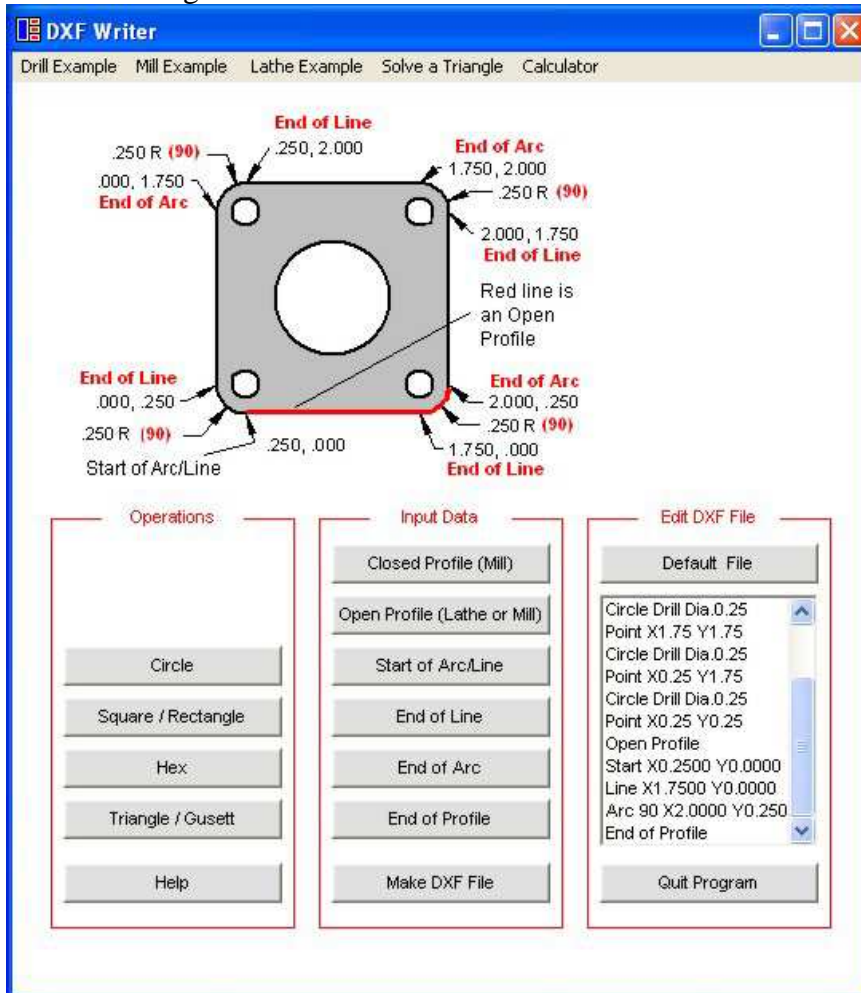 DXF Writer
Drill Example Mill Example Lathe Example Solve a Triangle Calculator
End of Line
.250, 2.000
.250 R (90)
.000, 1.750
End of Arc
End of Arc
1.750, 2.000
.250 R (90)
2.000, 1.750
End of Line
Red line is
an Open
Profile
End of Line
.000, .250
.250 R (90)
Start of Arc/Line
.250, .000
End of Arc
2.000, .250
.250 R (90)
1.750, .000
End of Line
Operations
Circle
Square / Rectangle
Hex
Triangle / Gusett
Help
Input Data
Closed Profile (Mill)
Open Profile (Lathe or Mill)
Start of Arc/Line
End of Line
End of Arc
End of Profile
Make DXF File
Edit DXF File
Default File
Circle Drill Dia.0.25
Point X1.75 Y1.75
Circle Drill Dia.0.25
Point X0.25 Y1.75
Circle Drill Dia.0.25
Point X0.25 Y0.25
Open Profile
Start X0.2500 Y0.0000
Line X1.7500 Y0.0000
Arc 90 X2.0000 Y0.250
End of Profile
Quit Program